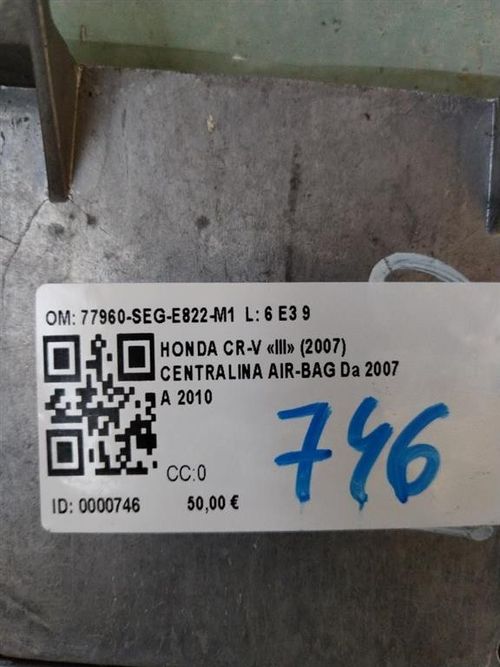 OM: 77960-SEG-E822-M1 L: 6 E3 9
HONDA CR-V «III» (2007)
CENTRALINA AIR-BAG Da 2007
A 2010
746
CC:0
ID: 0000746 50,00 €